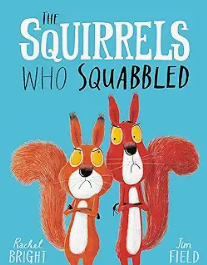 THE
SQUIRRELS
WHO SQUABBLED
Rachel BRIGHT
Jim FIELD